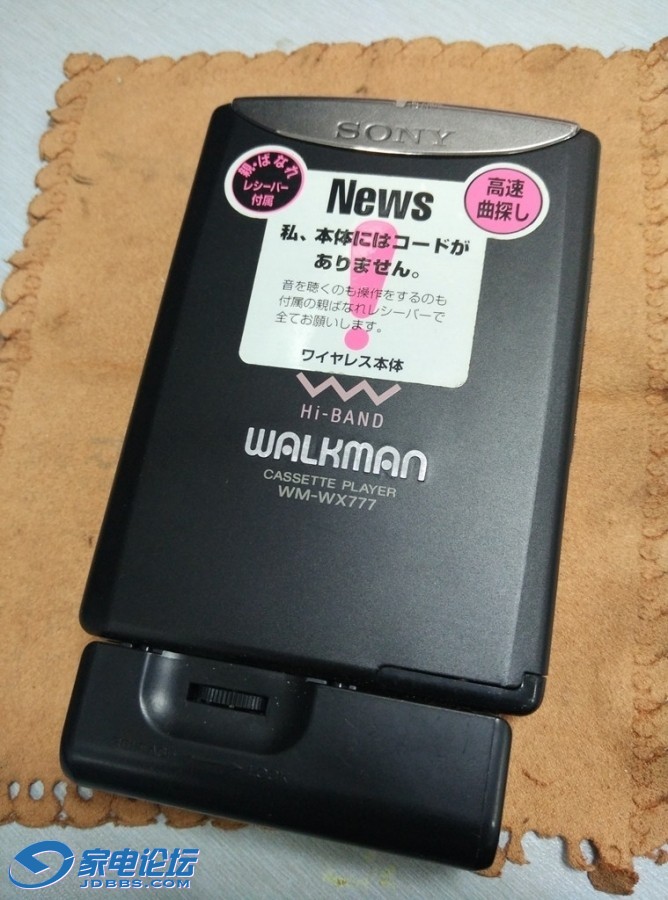 SONY
親・ばなれ
レシーバー
付属
News
高速
曲探し
私、本体にはコードが
ありません。
音を聴くのも操作をするのも
付属の親ばなれレシーバーで
全てお願いします。
ワイヤレス本体
Hi-BAND
WALKMAN
CASSETTE PLAYER
WM-WX777
家电论坛
JDBBS.COM